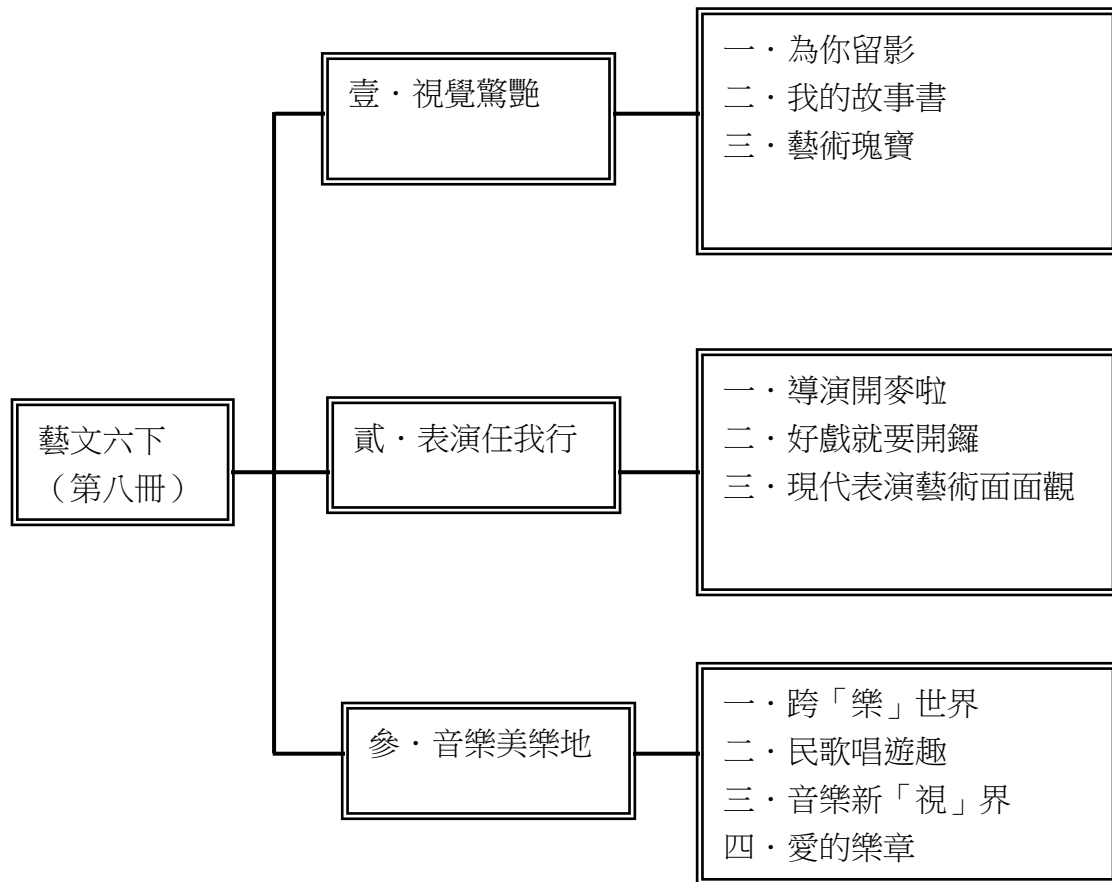 藝文六下
（第八冊）
壹．視覺驚艷
一．為你留影
二．我的故事書
三．藝術瑰寶
貳．表演任我行
一．導演開麥啦
二．好戲就要開鑼
三．現代表演藝術面面觀
參．音樂美樂地
一．跨「樂」世界
二．民歌唱遊趣
三．音樂新「視」界
四．愛的樂章